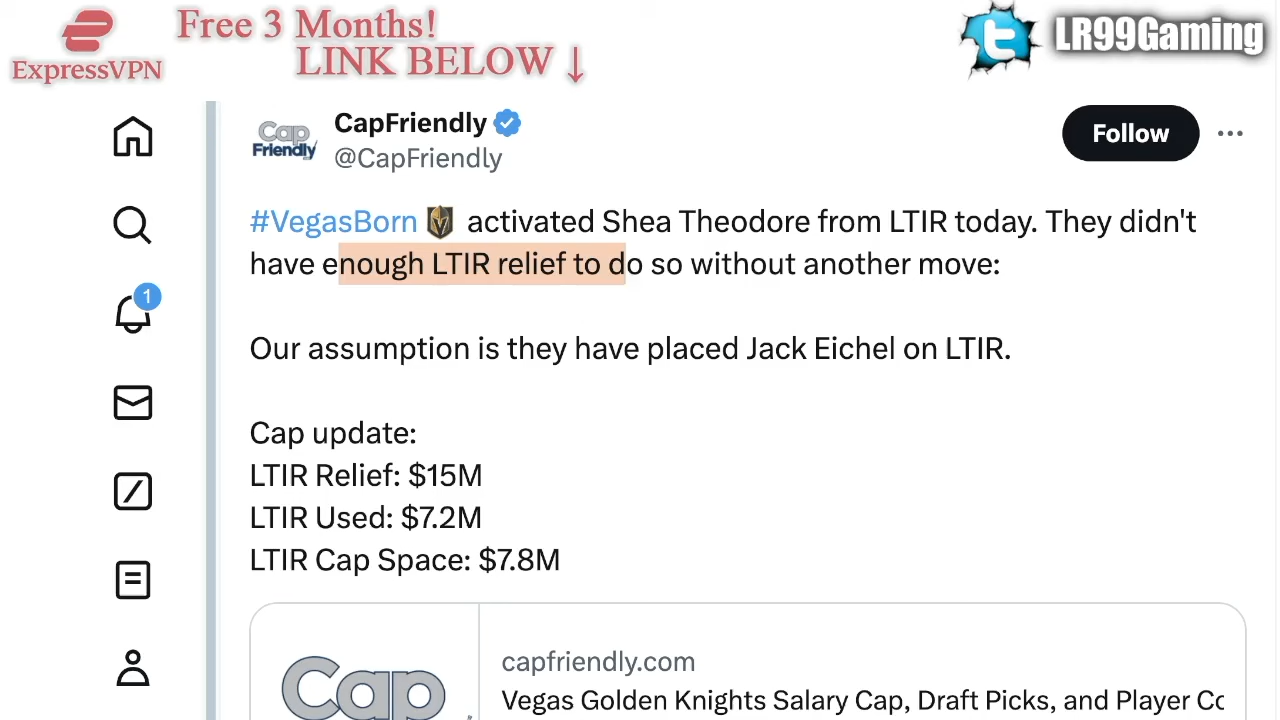 Free 3 Months!
LINK BELOW ↓
ExpressVPN
LR99Gaming
Cap
Friendly
CapFriendly
@CapFriendly
Follow
#VegasBorn activated Shea Theodore from LTIR today. They didn't
have enough LTIR relief to do so without another move:
Our assumption is they have placed Jack Eichel on LTIR.
Cap update:
LTIR Relief: $15M
LTIR Used: $7.2M
LTIR Cap Space: $7.8M
1
Cap
capfriendly.com
Vegas Golden Knights Salary Cap, Draft Picks, and Player Co